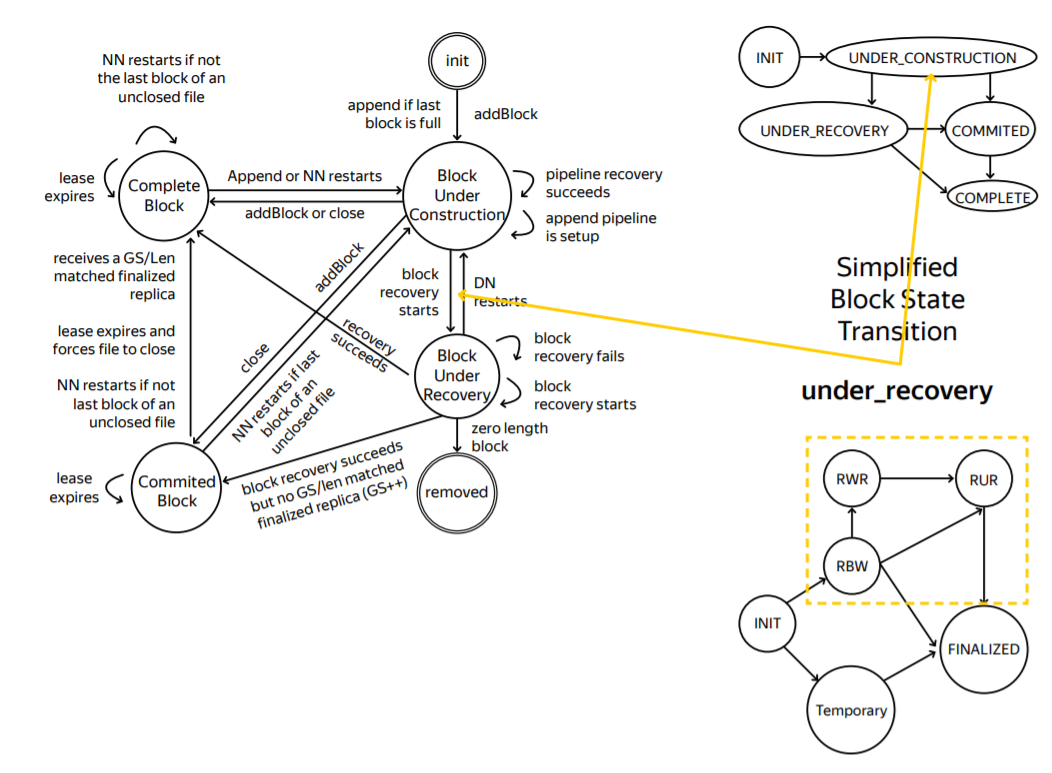 NN restarts if not
the last block of an
unclosed file
init
append if last
block is full
addBlock
lease
expires
Complete
Block
Append or NN restarts
addBlock or close
Block
Under
Construction
pipeline recovery
succeeds
append pipeline
is setup
receives a GS/Len
matched finalized
replica
lease expires and
forces file to close
NN restarts if not
last block of an
unclosed file
addBlock
close
NN restarts if last
block of an
unclosed file
recovery
succeeds
block
recovery
starts
DN
restarts
Block
Under
Recovery
block
recovery fails
block
recovery starts
zero length
block
removed
block recovery succeeds
but no GS/len matched
finalized replica (GS++)
lease
expires
Commited
Block
INIT
UNDER_CONSTRUCTION
UNDER_RECOVERY
COMMITED
COMPLETE
Simplified
Block State
Transition
under_recovery
RWR
RUR
RBW
INIT
FINALIZED
Temporary